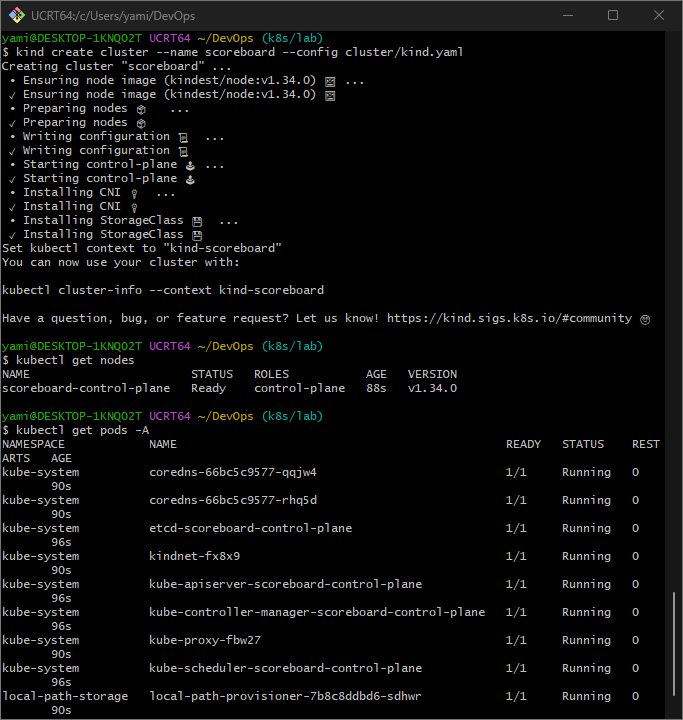 UCRT64:/c/Users/yami/DevOps
yami@DESKTOP-1KNQO2T UCRT64 ~/DevOps (k8s/lab)
$ kind create cluster --name scoreboard --config cluster/kind.yaml
Creating cluster "scoreboard" ...
• Ensuring node image (kindest/node:v1.34.0) 🖼 ...
✓ Ensuring node image (kindest/node:v1.34.0) 🖼
• Preparing nodes 📦 ...
✓ Preparing nodes 📦
• Writing configuration 📜 ...
✓ Writing configuration 📜
• Starting control-plane 🕹 ...
✓ Starting control-plane 🕹
• Installing CNI 🔌 ...
✓ Installing CNI 🔌
• Installing StorageClass 💾 ...
✓ Installing StorageClass 💾
Set kubectl context to "kind-scoreboard"
You can now use your cluster with:
kubectl cluster-info --context kind-scoreboard
Have a question, bug, or feature request? Let us know! https://kind.sigs.k8s.io/#community 🙂
yami@DESKTOP-1KNQO2T UCRT64 ~/DevOps (k8s/lab)
$ kubectl get nodes
NAME STATUS ROLES AGE VERSION
scoreboard-control-plane Ready control-plane 88s v1.34.0
yami@DESKTOP-1KNQO2T UCRT64 ~/DevOps (k8s/lab)
$ kubectl get pods -A
NAMESPACE NAME READY STATUS REST
ARTS AGE
kube-system coredns-66bc5c9577-qqjw4 1/1 Running 0
90s
kube-system coredns-66bc5c9577-rhq5d 1/1 Running 0
90s
kube-system etcd-scoreboard-control-plane 1/1 Running 0
96s
kube-system kindnet-fx8x9 1/1 Running 0
90s
kube-system kube-apiserver-scoreboard-control-plane 1/1 Running 0
96s
kube-system kube-controller-manager-scoreboard-control-plane 1/1 Running 0
96s
kube-system kube-proxy-fbw27 1/1 Running 0
90s
kube-system kube-scheduler-scoreboard-control-plane 1/1 Running 0
96s
local-path-storage local-path-provisioner-7b8c8ddbd6-sdhwr 1/1 Running 0
90s